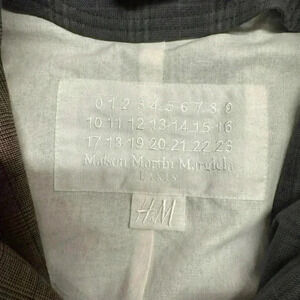 0 1 2 3 4 5 6 7 8 9
10 11 12 13 14 15 16
17 18 19 20 21 22 23
Maison Martin Margiela
PARIS
H&M